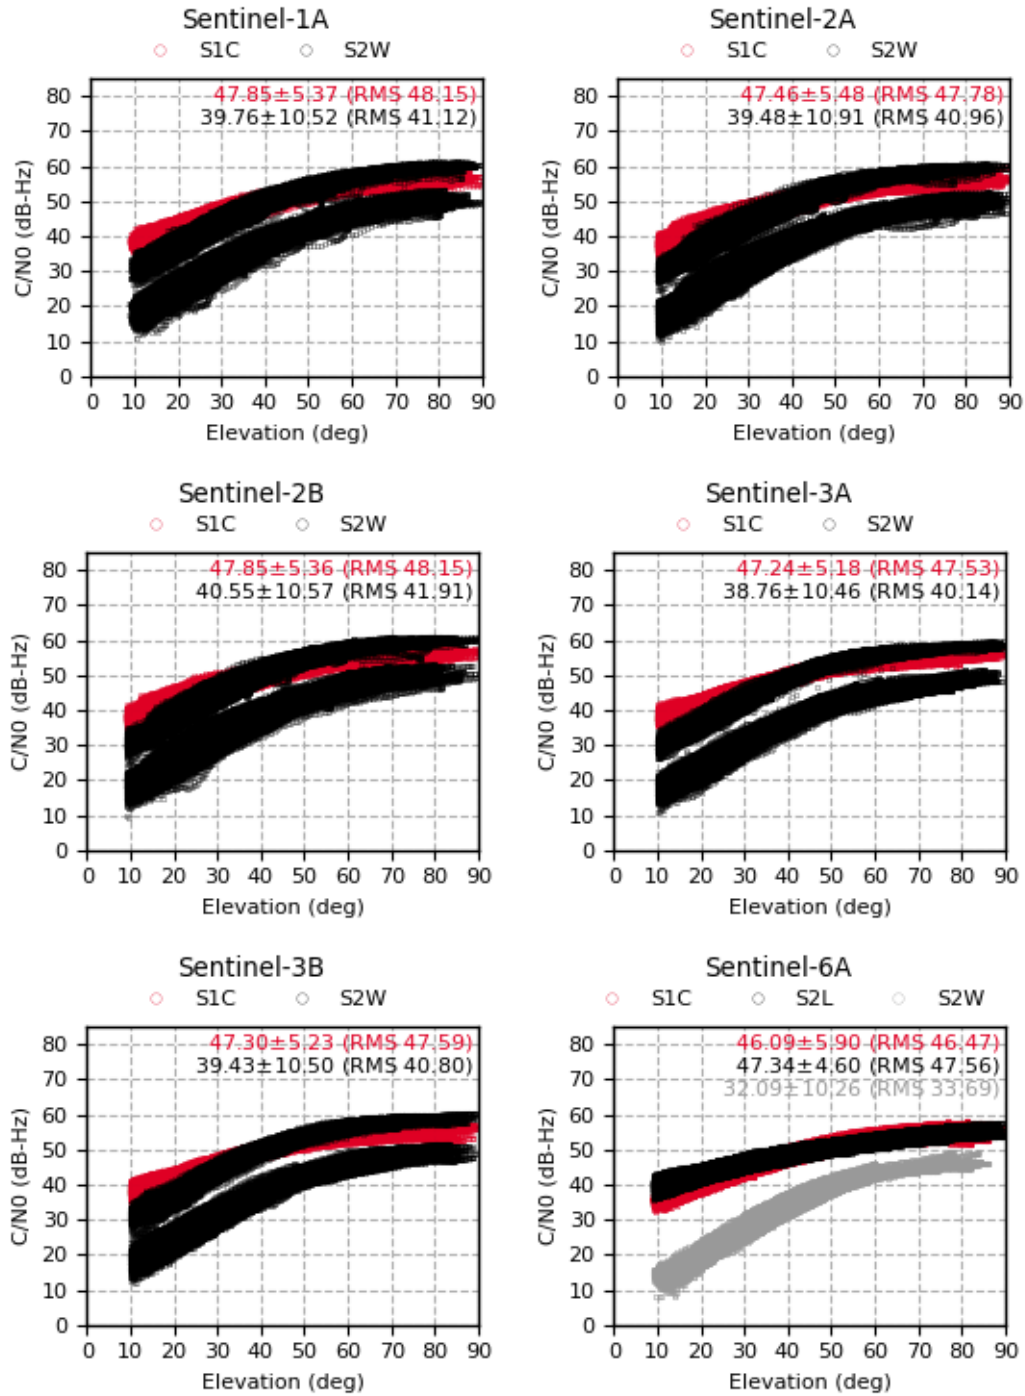 Sentinel-1A
S1C S2W
47.85±5.37 (RMS 48.15)
39.76±10.52 (RMS 41.12)
C/N0 (dB-Hz)
80
70
60
50
40
30
20
10
0
0 10 20 30 40 50 60 70 80 90
Elevation (deg)
Sentinel-2A
S1C S2W
47.46±5.48 (RMS 47.78)
39.48±10.91 (RMS 40.96)
C/N0 (dB-Hz)
80
70
60
50
40
30
20
10
0
0 10 20 30 40 50 60 70 80 90
Elevation (deg)
Sentinel-2B
S1C S2W
47.85±5.36 (RMS 48.15)
40.55±10.57 (RMS 41.91)
C/N0 (dB-Hz)
80
70
60
50
40
30
20
10
0
0 10 20 30 40 50 60 70 80 90
Elevation (deg)
Sentinel-3A
S1C S2W
47.24±5.18 (RMS 47.53)
38.76±10.46 (RMS 40.14)
C/N0 (dB-Hz)
80
70
60
50
40
30
20
10
0
0 10 20 30 40 50 60 70 80 90
Elevation (deg)
Sentinel-3B
S1C S2W
47.30±5.23 (RMS 47.59)
39.43±10.50 (RMS 40.80)
C/N0 (dB-Hz)
80
70
60
50
40
30
20
10
0
0 10 20 30 40 50 60 70 80 90
Elevation (deg)
Sentinel-6A
S1C S2L S2W
46.09±5.90 (RMS 46.47)
47.34±4.60 (RMS 47.56)
32.09±10.26 (RMS 33.69)
C/N0 (dB-Hz)
80
70
60
50
40
30
20
10
0
0 10 20 30 40 50 60 70 80 90
Elevation (deg)